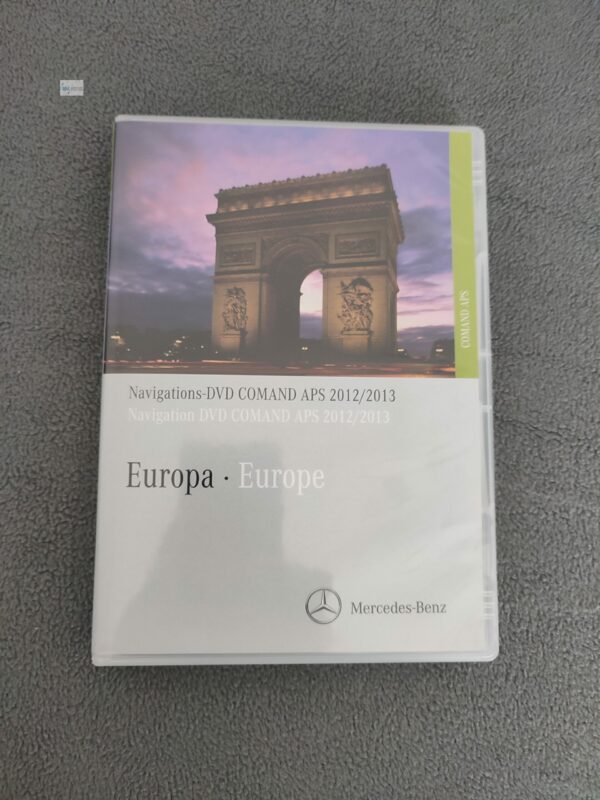 COMAND APS
Navigations-DVD COMAND APS 2012/2013
Navigation DVD COMAND APS 2012/2013
Europa · Europe
Mercedes-Benz